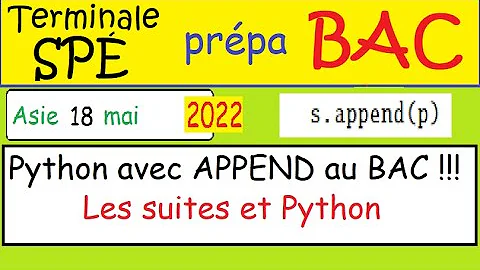 Terminale
SPÉ
prépa
BAC
Asie 18 mai
2022
s.append(p)
Python avec APPEND au BAC !!!
Les suites et Python